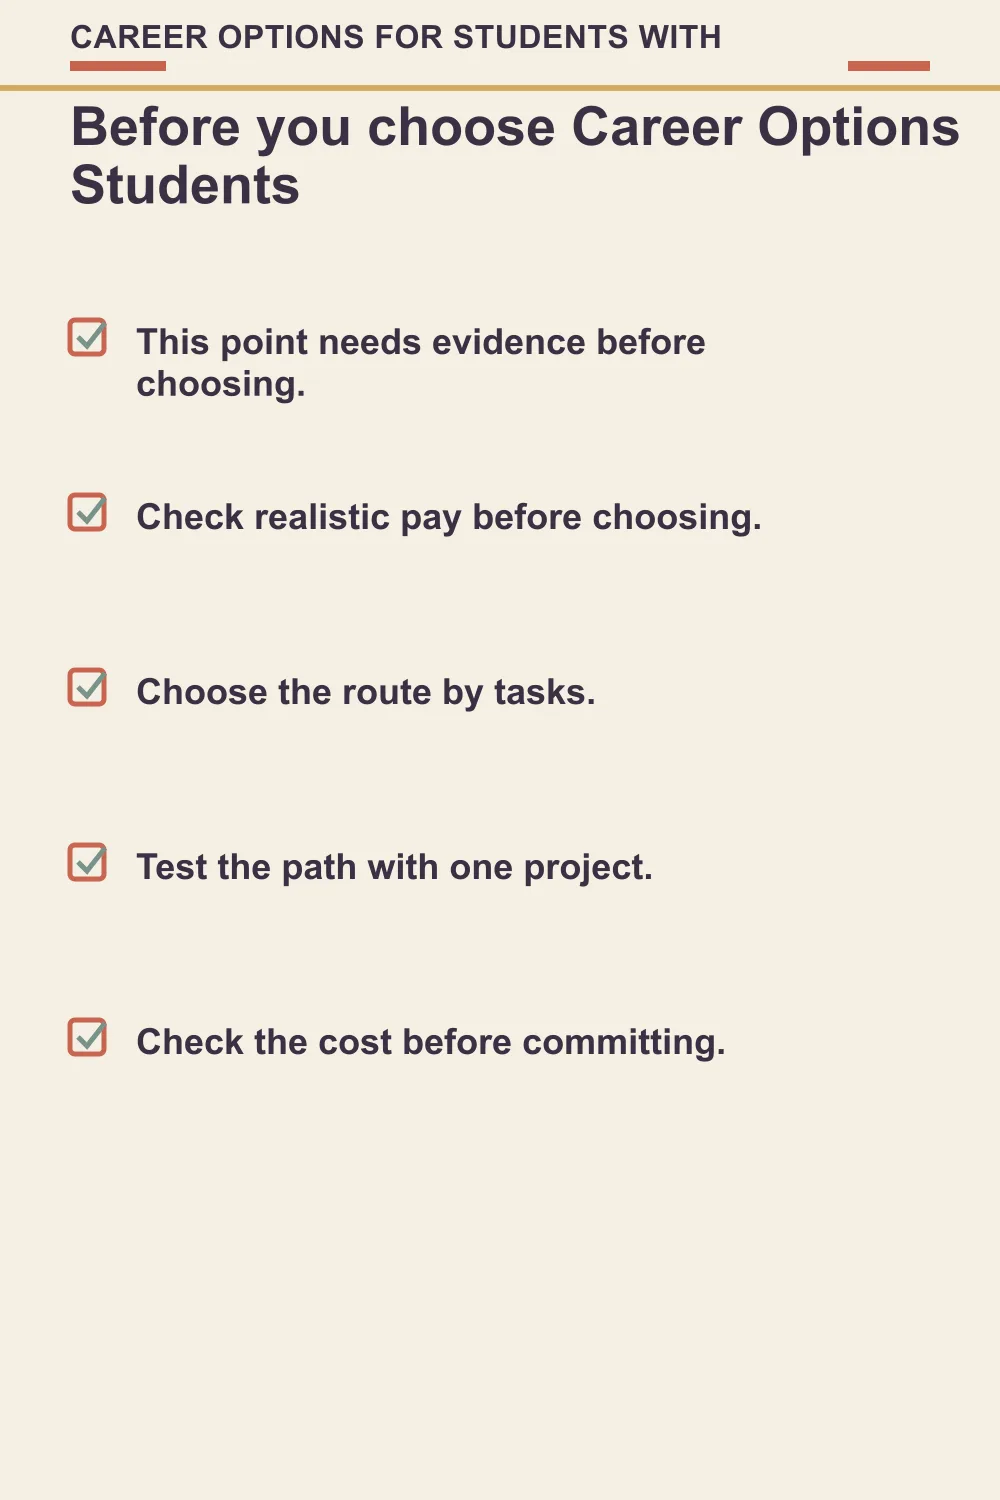 CAREER OPTIONS FOR STUDENTS WITH
Before you choose Career Options
Students
This point needs evidence before
choosing.
Check realistic pay before choosing.
Choose the route by tasks.
Test the path with one project.
Check the cost before committing.